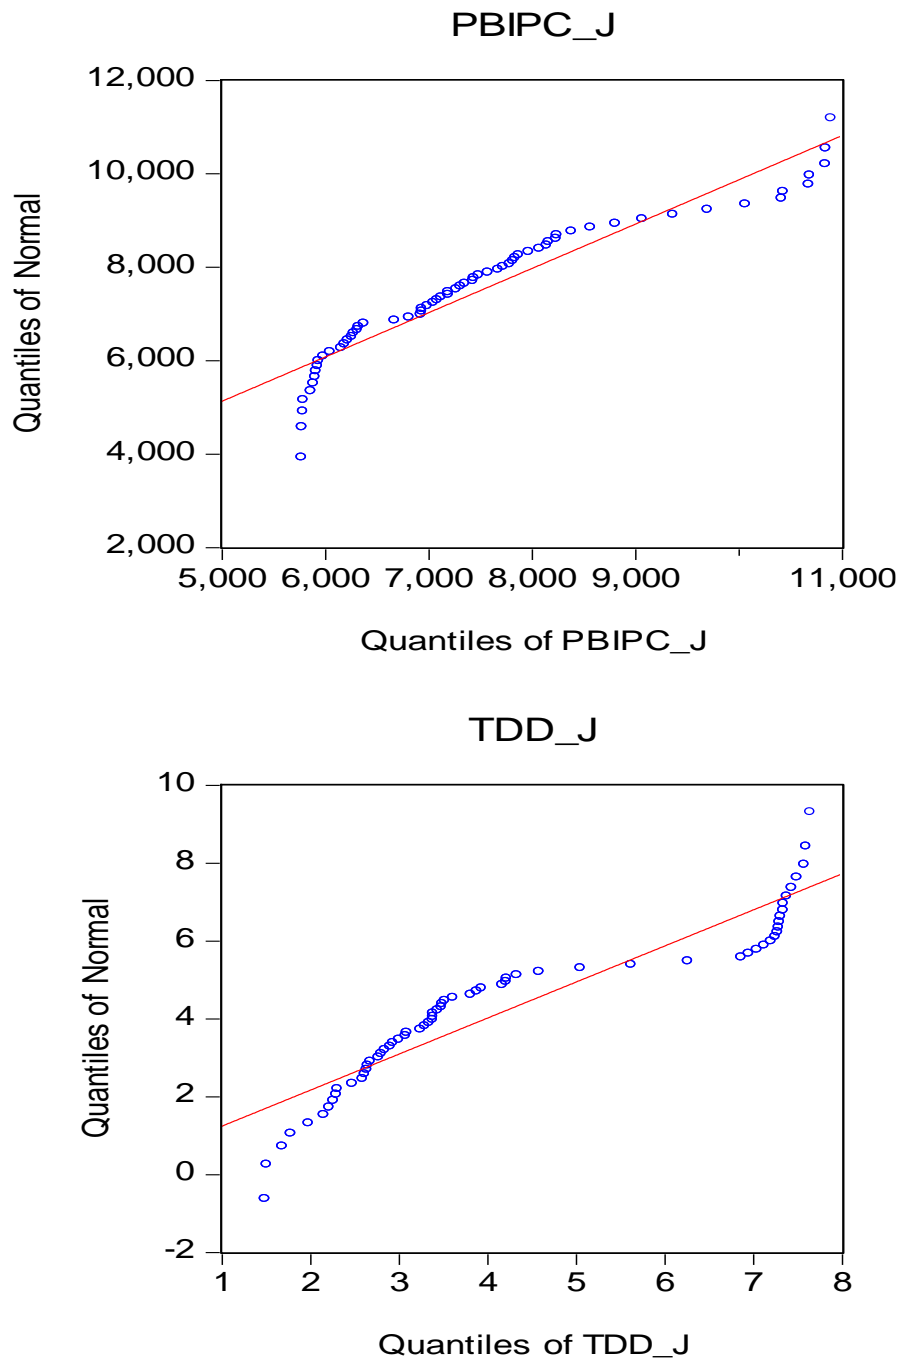 PBIPC_J
12,000
10,000
8,000
6,000
4,000
2,000
Quantiles of Normal
5,000 6,000 7,000 8,000 9,000 11,000
Quantiles of PBIPC_J
TDD_J
10
8
6
4
2
0
-2
Quantiles of Normal
1 2 3 4 5 6 7 8
Quantiles of TDD_J